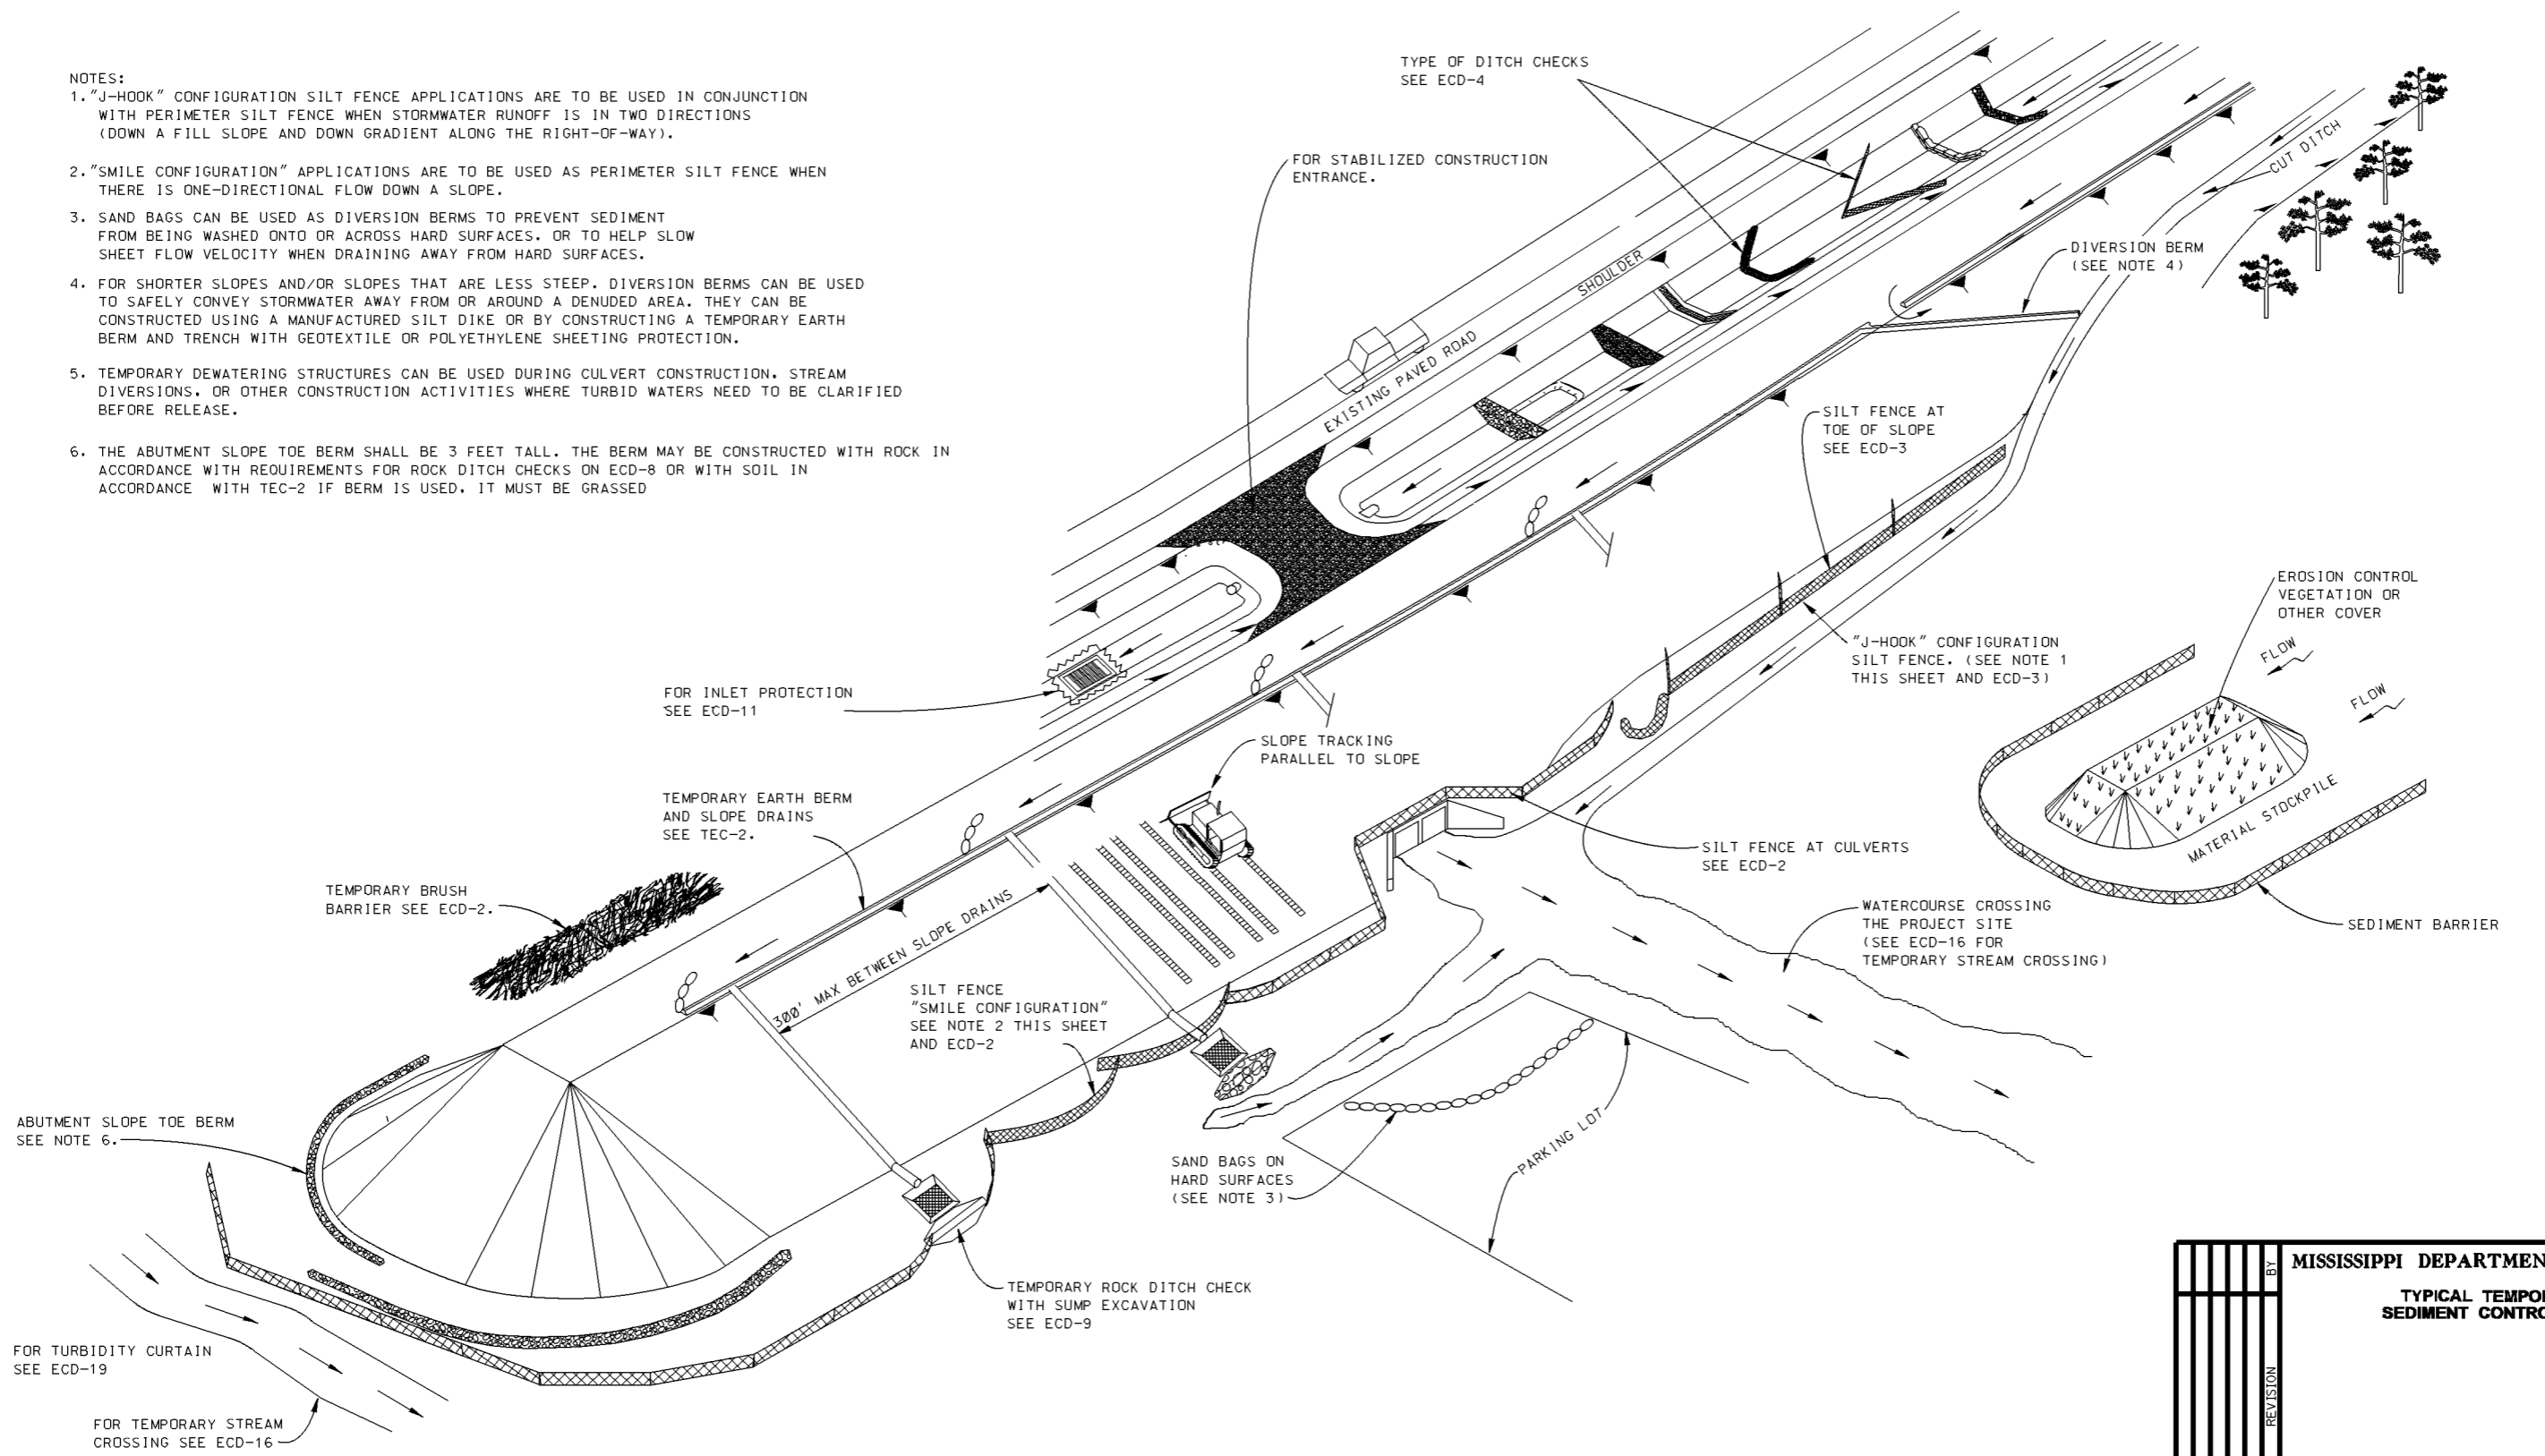 NOTES:
1."J-HOOK" CONFIGURATION SILT FENCE APPLICATIONS ARE TO BE USED IN CONJUNCTION
WITH PERIMETER SILT FENCE WHEN STORMWATER RUNOFF IS IN TWO DIRECTIONS
(DOWN A FILL SLOPE AND DOWN GRADIENT ALONG THE RIGHT-OF-WAY).
2."SMILE CONFIGURATION" APPLICATIONS ARE TO BE USED AS PERIMETER SILT FENCE WHEN
THERE IS ONE-DIRECTIONAL FLOW DOWN A SLOPE.
3. SAND BAGS CAN BE USED AS DIVERSION BERMS TO PREVENT SEDIMENT
FROM BEING WASHED ONTO OR ACROSS HARD SURFACES. OR TO HELP SLOW
SHEET FLOW VELOCITY WHEN DRAINING AWAY FROM HARD SURFACES.
4. FOR SHORTER SLOPES AND/OR SLOPES THAT ARE LESS STEEP. DIVERSION BERMS CAN BE USED
TO SAFELY CONVEY STORMWATER AWAY FROM OR AROUND A DENUDED AREA. THEY CAN BE
CONSTRUCTED USING A MANUFACTURED SILT DIKE OR BY CONSTRUCTING A TEMPORARY EARTH
BERM AND TRENCH WITH GEOTEXTILE OR POLYETHYLENE SHEETING PROTECTION.
5. TEMPORARY DEWATERING STRUCTURES CAN BE USED DURING CULVERT CONSTRUCTION. STREAM
DIVERSIONS. OR OTHER CONSTRUCTION ACTIVITIES WHERE TURBID WATERS NEED TO BE CLARIFIED
BEFORE RELEASE.
6. THE ABUTMENT SLOPE TOE BERM SHALL BE 3 FEET TALL. THE BERM MAY BE CONSTRUCTED WITH ROCK IN
ACCORDANCE WITH REQUIREMENTS FOR ROCK DITCH CHECKS ON ECD-8 OR WITH SOIL IN
ACCORDANCE WITH TEC-2 IF BERM IS USED. IT MUST BE GRASSED
TYPE OF DITCH CHECKS
SEE ECD-4
FOR STABILIZED CONSTRUCTION
ENTRANCE.
CUT DITCH
DIVERSION BERM
(SEE NOTE 4)
SHOULDER
EXISTING PAVED ROAD
SILT FENCE AT
TOE OF SLOPE
SEE ECD-3
EROSION CONTROL
VEGETATION OR
OTHER COVER
"J-HOOK" CONFIGURATION
SILT FENCE. (SEE NOTE 1
THIS SHEET AND ECD-3)
FLOW
FLOW
FOR INLET PROTECTION
SEE ECD-11
SLOPE TRACKING
PARALLEL TO SLOPE
TEMPORARY EARTH BERM
AND SLOPE DRAINS
SEE TEC-2.
MATERIAL STOCKPILE
SILT FENCE AT CULVERTS
SEE ECD-2
TEMPORARY BRUSH
BARRIER SEE ECD-2.
WATERCOURSE CROSSING
THE PROJECT SITE
(SEE ECD-16 FOR
TEMPORARY STREAM CROSSING)
SEDIMENT BARRIER
300' MAX BETWEEN SLOPE DRAINS
SILT FENCE
"SMILE CONFIGURATION"
SEE NOTE 2 THIS SHEET
AND ECD-2
ABUTMENT SLOPE TOE BERM
SEE NOTE 6.
PARKING LOT
SAND BAGS ON
HARD SURFACES
(SEE NOTE 3)
TEMPORARY ROCK DITCH CHECK
WITH SUMP EXCAVATION
SEE ECD-9
FOR TURBIDITY CURTAIN
SEE ECD-19
FOR TEMPORARY STREAM
CROSSING SEE ECD-16
BY
REVISION
MISSISSIPPI DEPARTMEN
TYPICAL TEMPO
SEDIMENT CONTRO